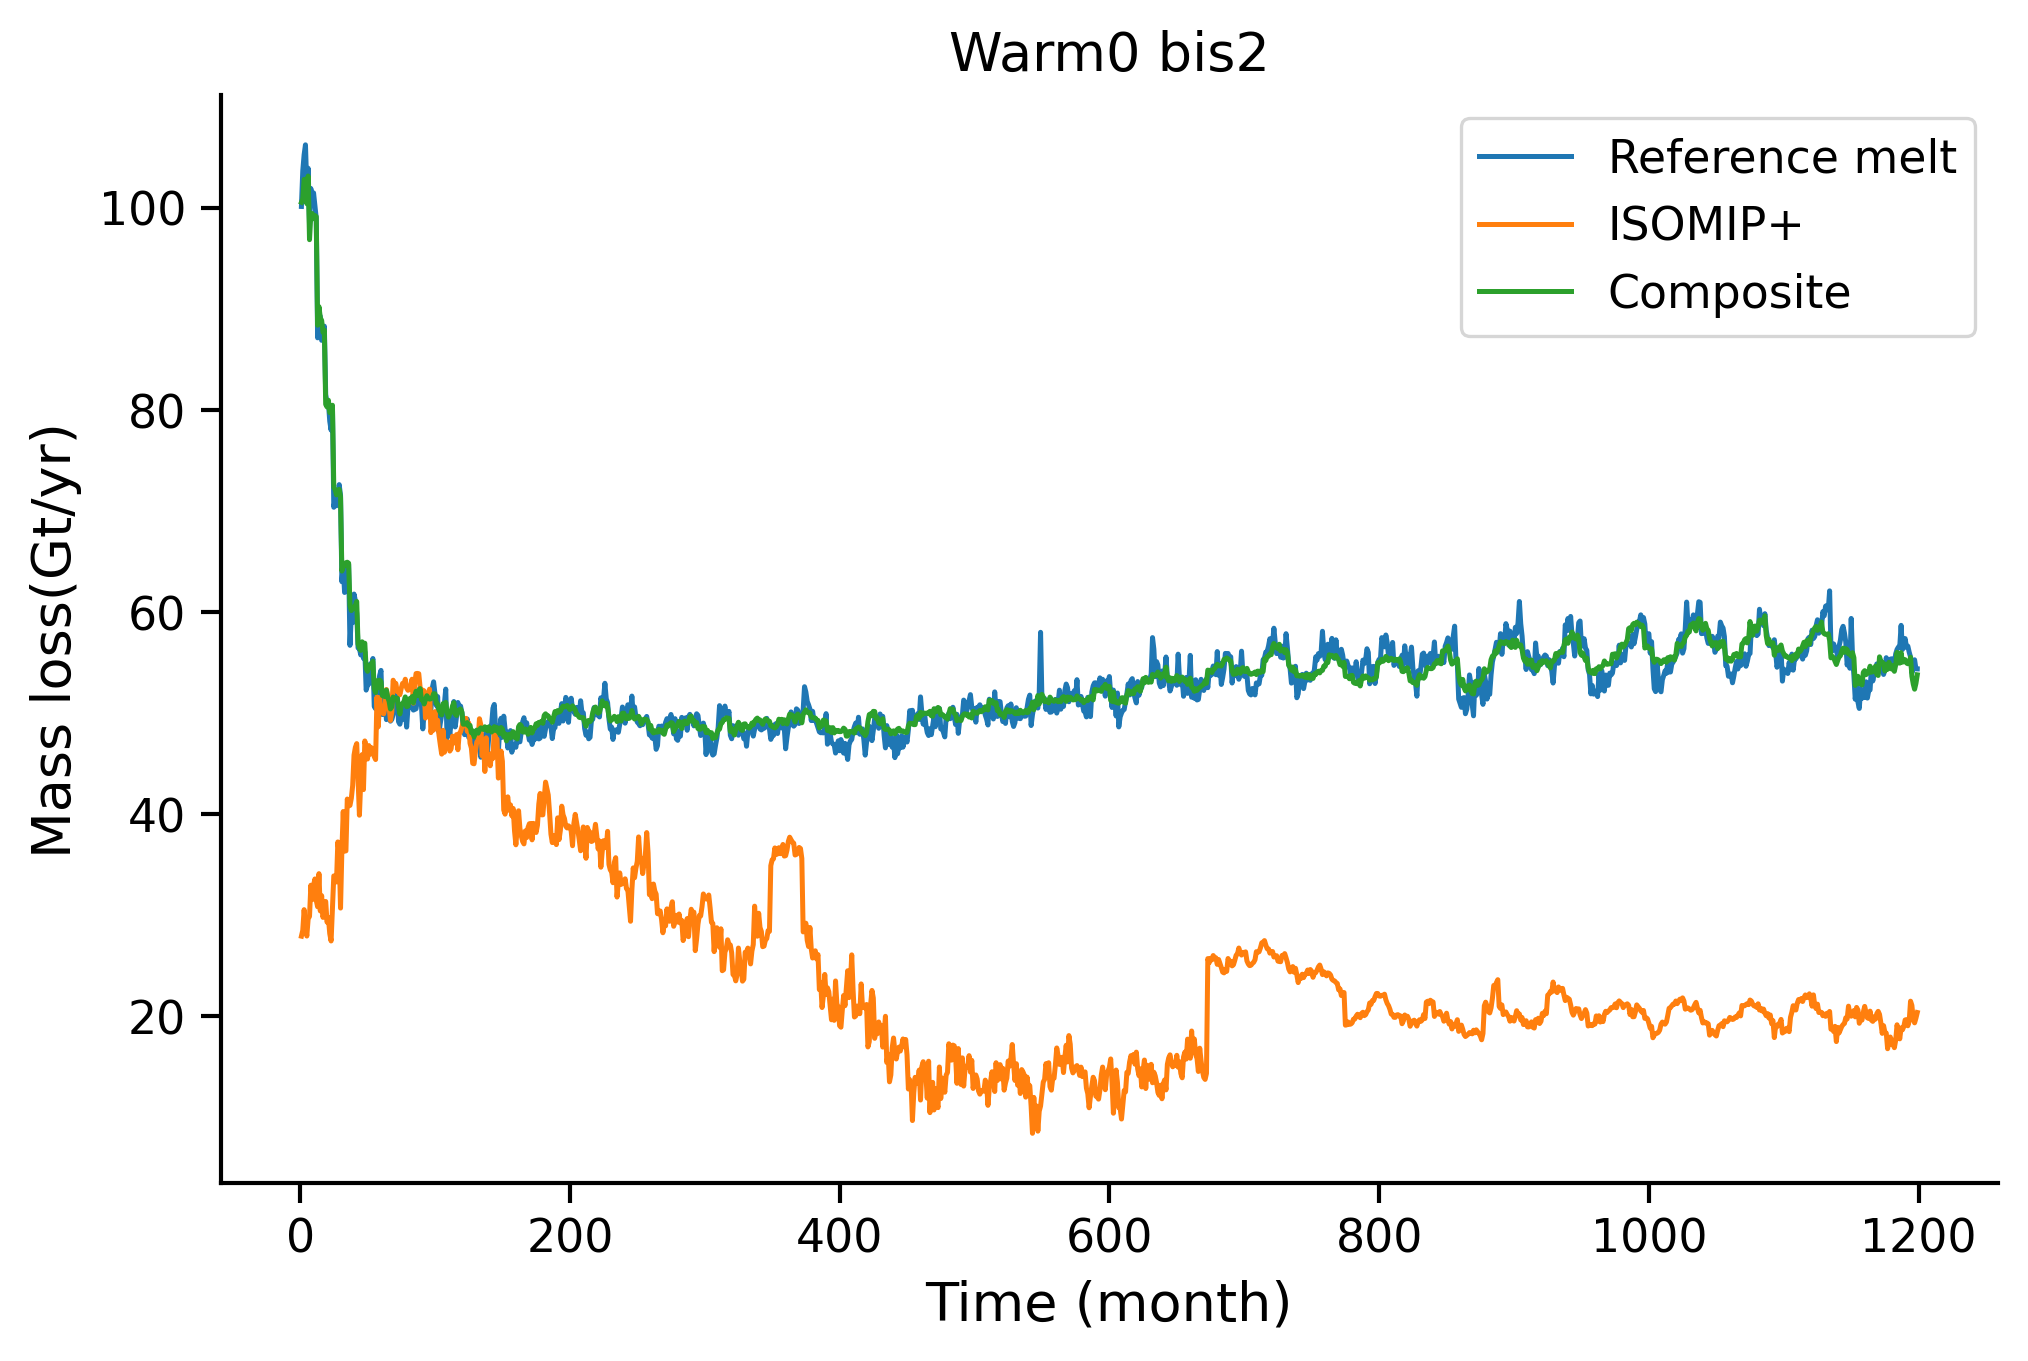 Warm0 bis2
Reference melt
ISOMIP+
Composite
Mass loss(Gt/yr)
100
80
60
40
20
0 200 400 600 800 1000 1200
Time (month)